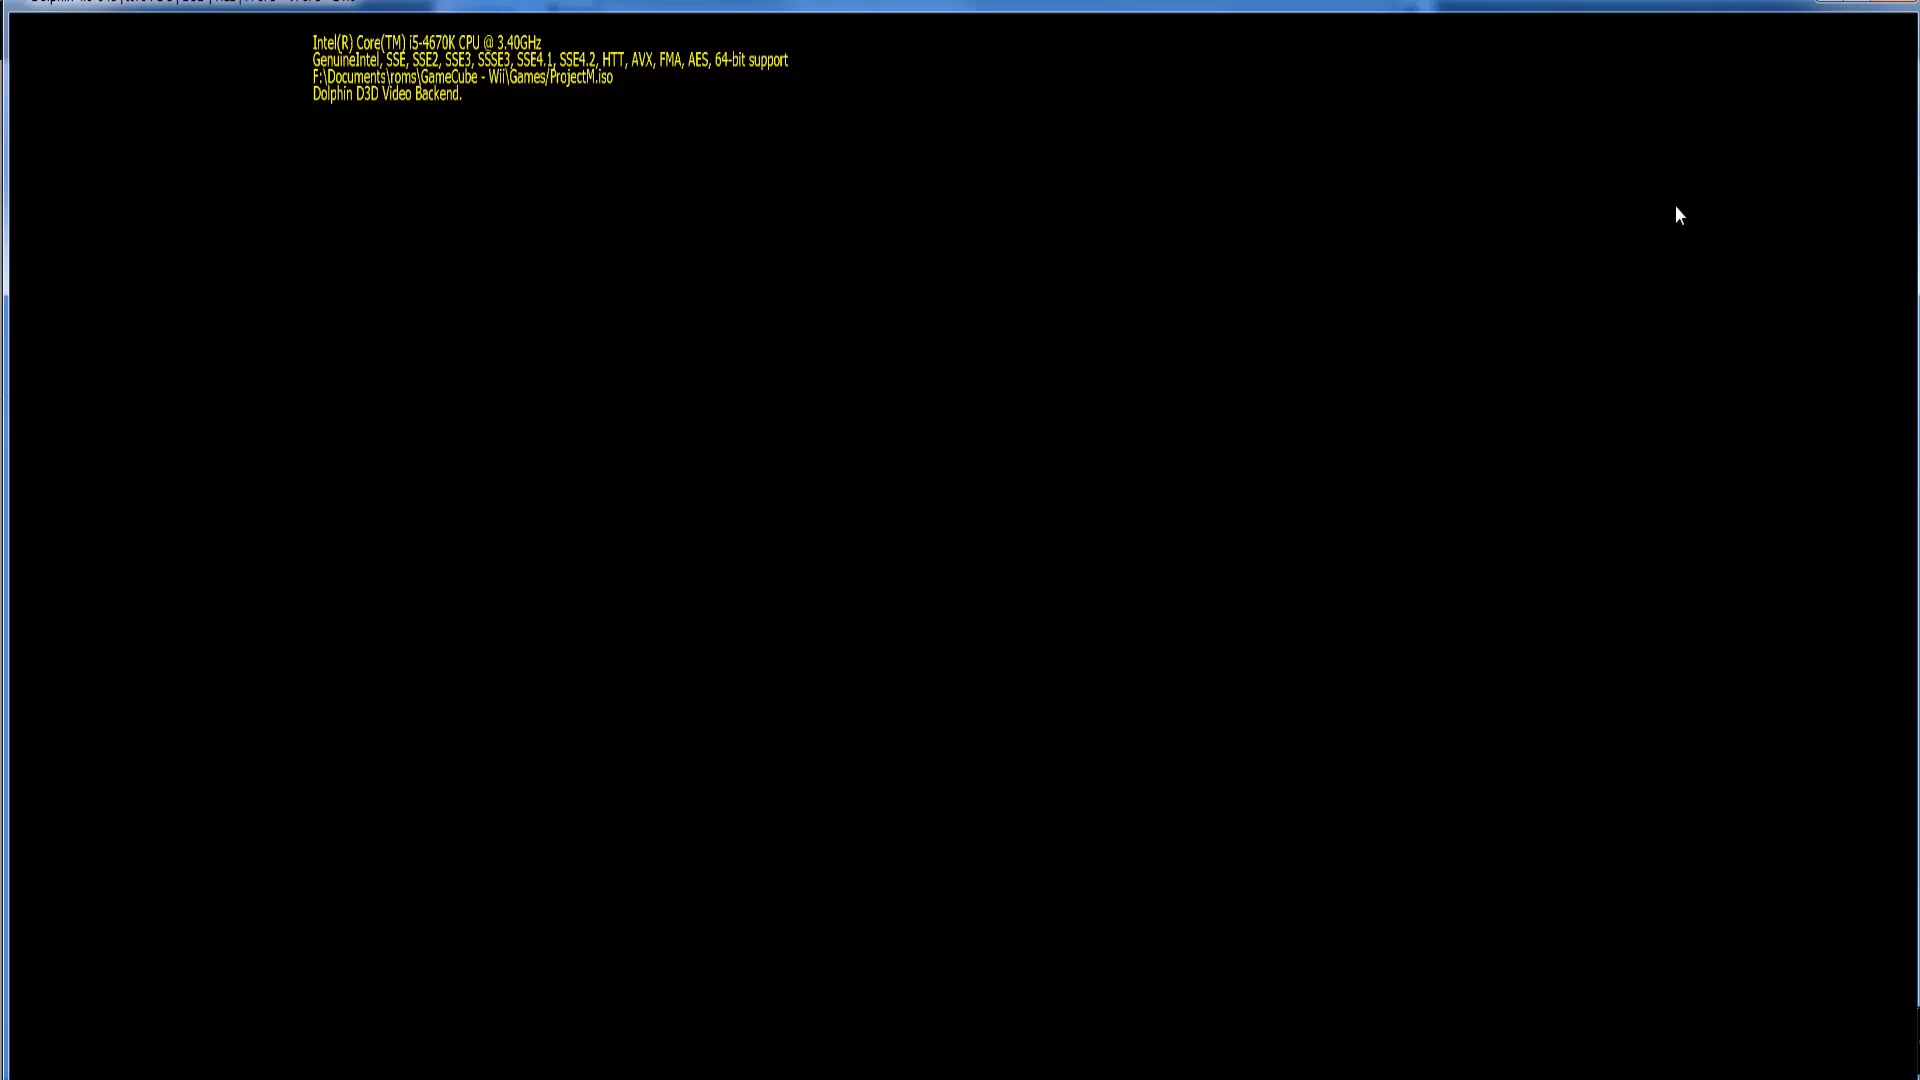 Intel(R) Core(TM) i5-4670K CPU @ 3.40GHz
GenuineIntel, SSE, SSE2, SSE3, SSSE3, SSE4.1, SSE4.2, HTT, AVX, FMA, AES, 64-bit support
F:\Documents\roms\GameCube - Wii\Games/ProjectM.iso
Dolphin D3D Video Backend.